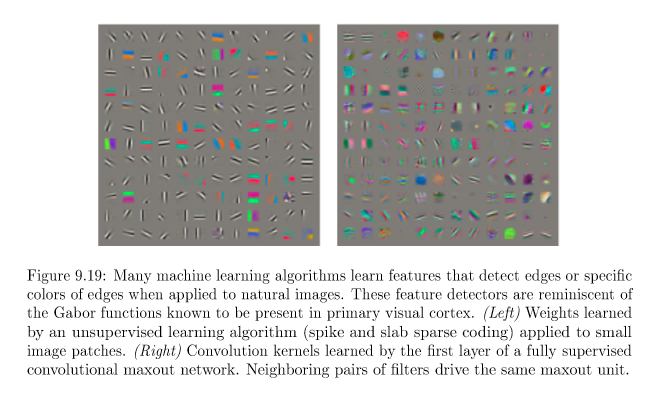 Figure 9.19: Many machine learning algorithms learn features that detect edges or specific
colors of edges when applied to natural images. These feature detectors are reminiscent of
the Gabor functions known to be present in primary visual cortex. (Left) Weights learned
by an unsupervised learning algorithm (spike and slab sparse coding) applied to small
image patches. (Right) Convolution kernels learned by the first layer of a fully supervised
convolutional maxout network. Neighboring pairs of filters drive the same maxout unit.